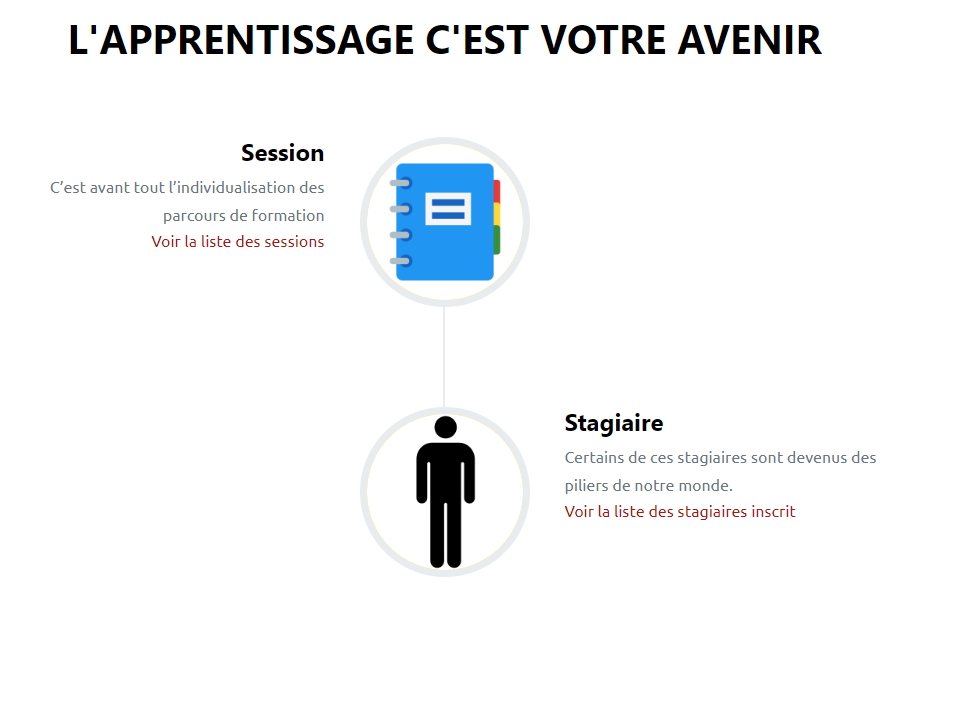 L'APPRENTISSAGE C'EST VOTRE AVENIR
Session
C’est avant tout l’individualisation des
parcours de formation
Voir la liste des sessions
Stagiaire
Certains de ces stagiaires sont devenus des
piliers de notre monde.
Voir la liste des stagiaires inscrit